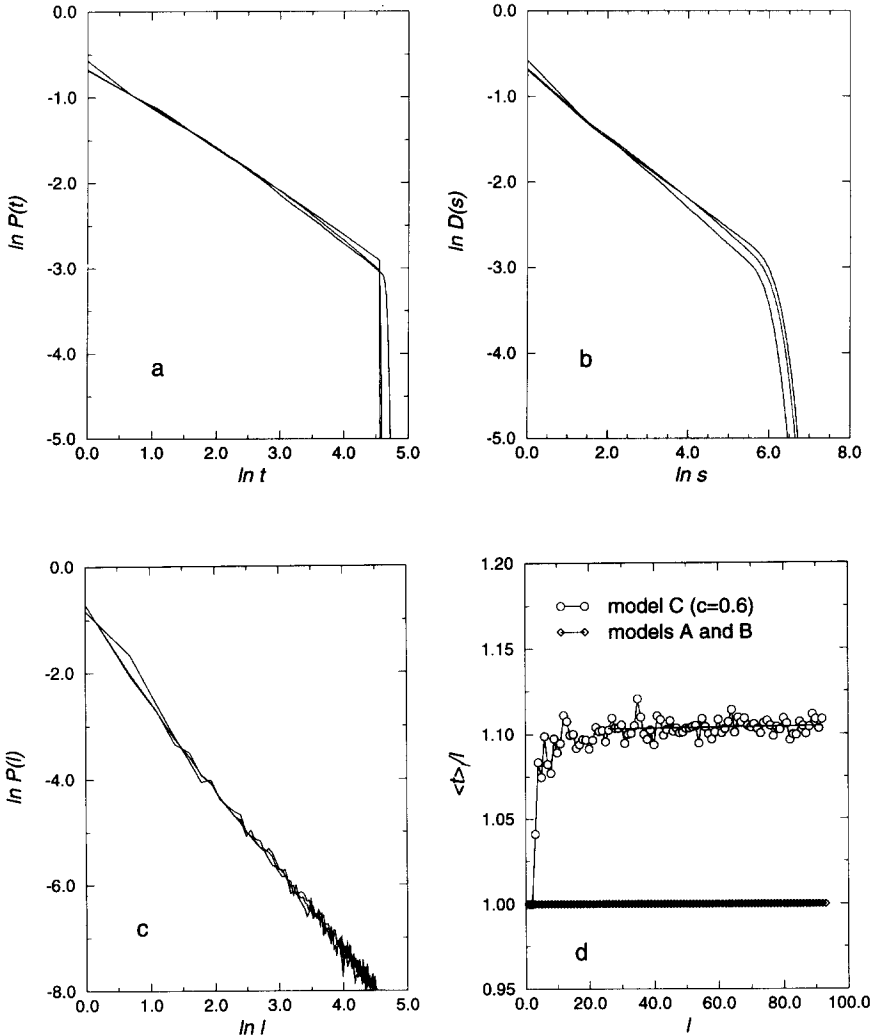 0.0
-1.0
-2.0
-3.0
-4.0
-5.0
ln P(t)
0.0 1.0 2.0 3.0 4.0 5.0
ln t
a
0.0
-1.0
-2.0
-3.0
-4.0
-5.0
ln D(s)
0.0 2.0 4.0 6.0 8.0
ln s
b
0.0
-2.0
-4.0
-6.0
-8.0
ln P(l)
0.0 1.0 2.0 3.0 4.0 5.0
ln l
c
1.20
1.15
1.10
1.05
1.00
0.95
<t>/l
model C (c=0.6)
models A and B
0.0 20.0 40.0 60.0 80.0 100.0
l
d